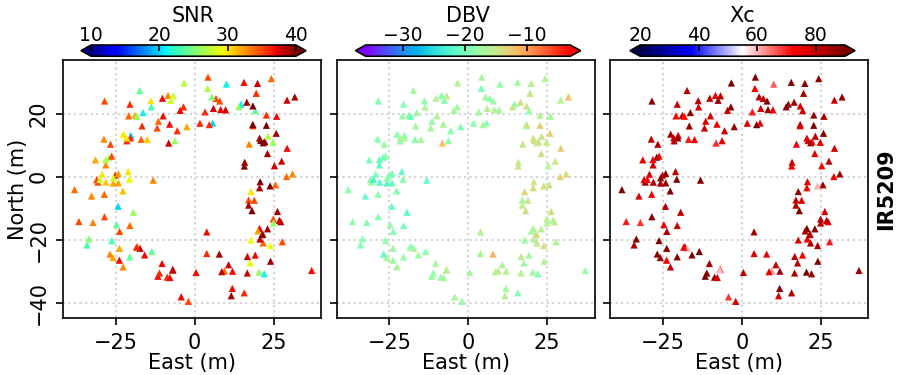 SNR DBV Xc
10 20 30 40 −30 −20 −10 20 40 60 80
20
0
−20
−40
North (m)
IR5209
−25 0 25 −25 0 25 −25 0 25
East (m) East (m) East (m)